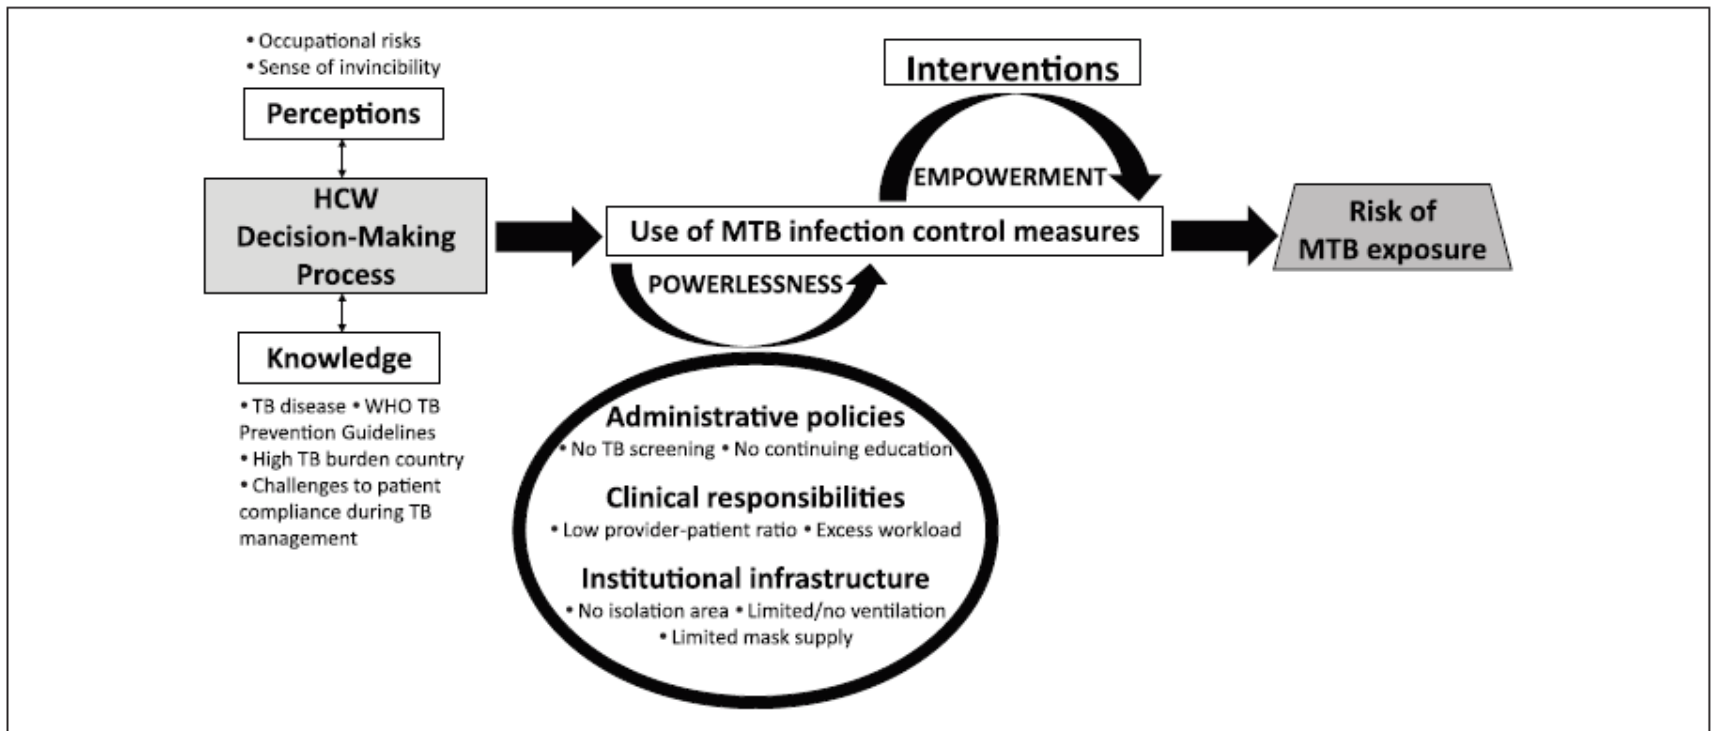 • Occupational risks
• Sense of invincibility
Perceptions
HCW
Decision-Making
Process
Knowledge
• TB disease • WHO TB
Prevention Guidelines
• High TB burden country
• Challenges to patient
compliance during TB
management
Interventions
EMPOWERMENT
Use of MTB infection control measures
POWERLESSNESS
Administrative policies
• No TB screening • No continuing education
Clinical responsibilities
• Low provider-patient ratio • Excess workload
Institutional infrastructure
• No isolation area • Limited/no ventilation
• Limited mask supply
Risk of
MTB exposure